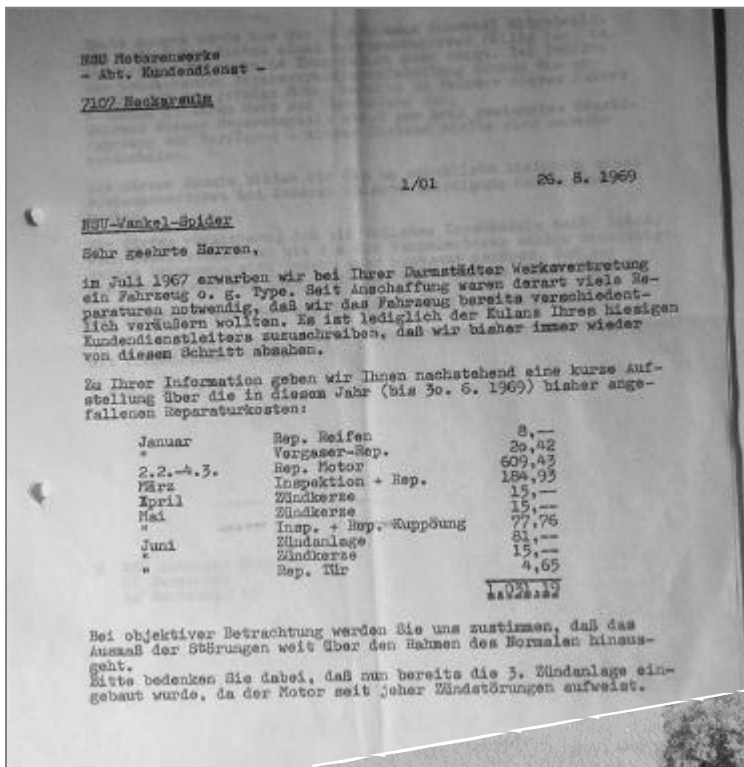 NSU Motorenwerke
- Abt. Kundendienst -
7107 Neckarsulm
1/01 26. 8. 1969
NSU-Wankel-Spider
Sehr geehrte Herren,
im Juli 1967 erwarben wir bei Ihrer Darmstädter Werksvertretung
ein Fahrzeug o. g. Type. Seit Anschaffung waren derart viele Re-
paraturen notwendig, daß wir das Fahrzeug bereits verschiedent-
lich veräußern wollten. Es ist lediglich der Kulanz Ihres hiesigen
Kundendienstleiters zuzuschreiben, daß wir bisher immer wieder
von diesem Schritt absahen.
Zu Ihrer Information geben wir Ihnen nachstehend eine kurze Auf-
stellung über die in diesem Jahr (bis 30. 6. 1969) bisher ange-
fallenen Reparaturkosten:
Januar Rep. Reifen 8,--
" Vergaser-Rep. 20,42
2.2.-4.3. Rep. Motor 609,43
März Inspektion + Rep. 184,93
April Zündkerze 15,--
Mai Zündkerze 15,--
" Insp. + Rep. Kuppöung 77,76
Juni Zündanlage 81,--
" Zündkerze 15,--
" Rep. Tür 4,65
1.031,19
Bei objektiver Betrachtung werden Sie uns zustimmen, daß das
Ausmaß der Störungen weit über den Rahmen des Normalen hinaus-
geht.
Bitte bedenken Sie dabei, daß nun bereits die 3. Zündanlage ein-
gebaut wurde, da der Motor seit jeher Zündstörungen aufweist.